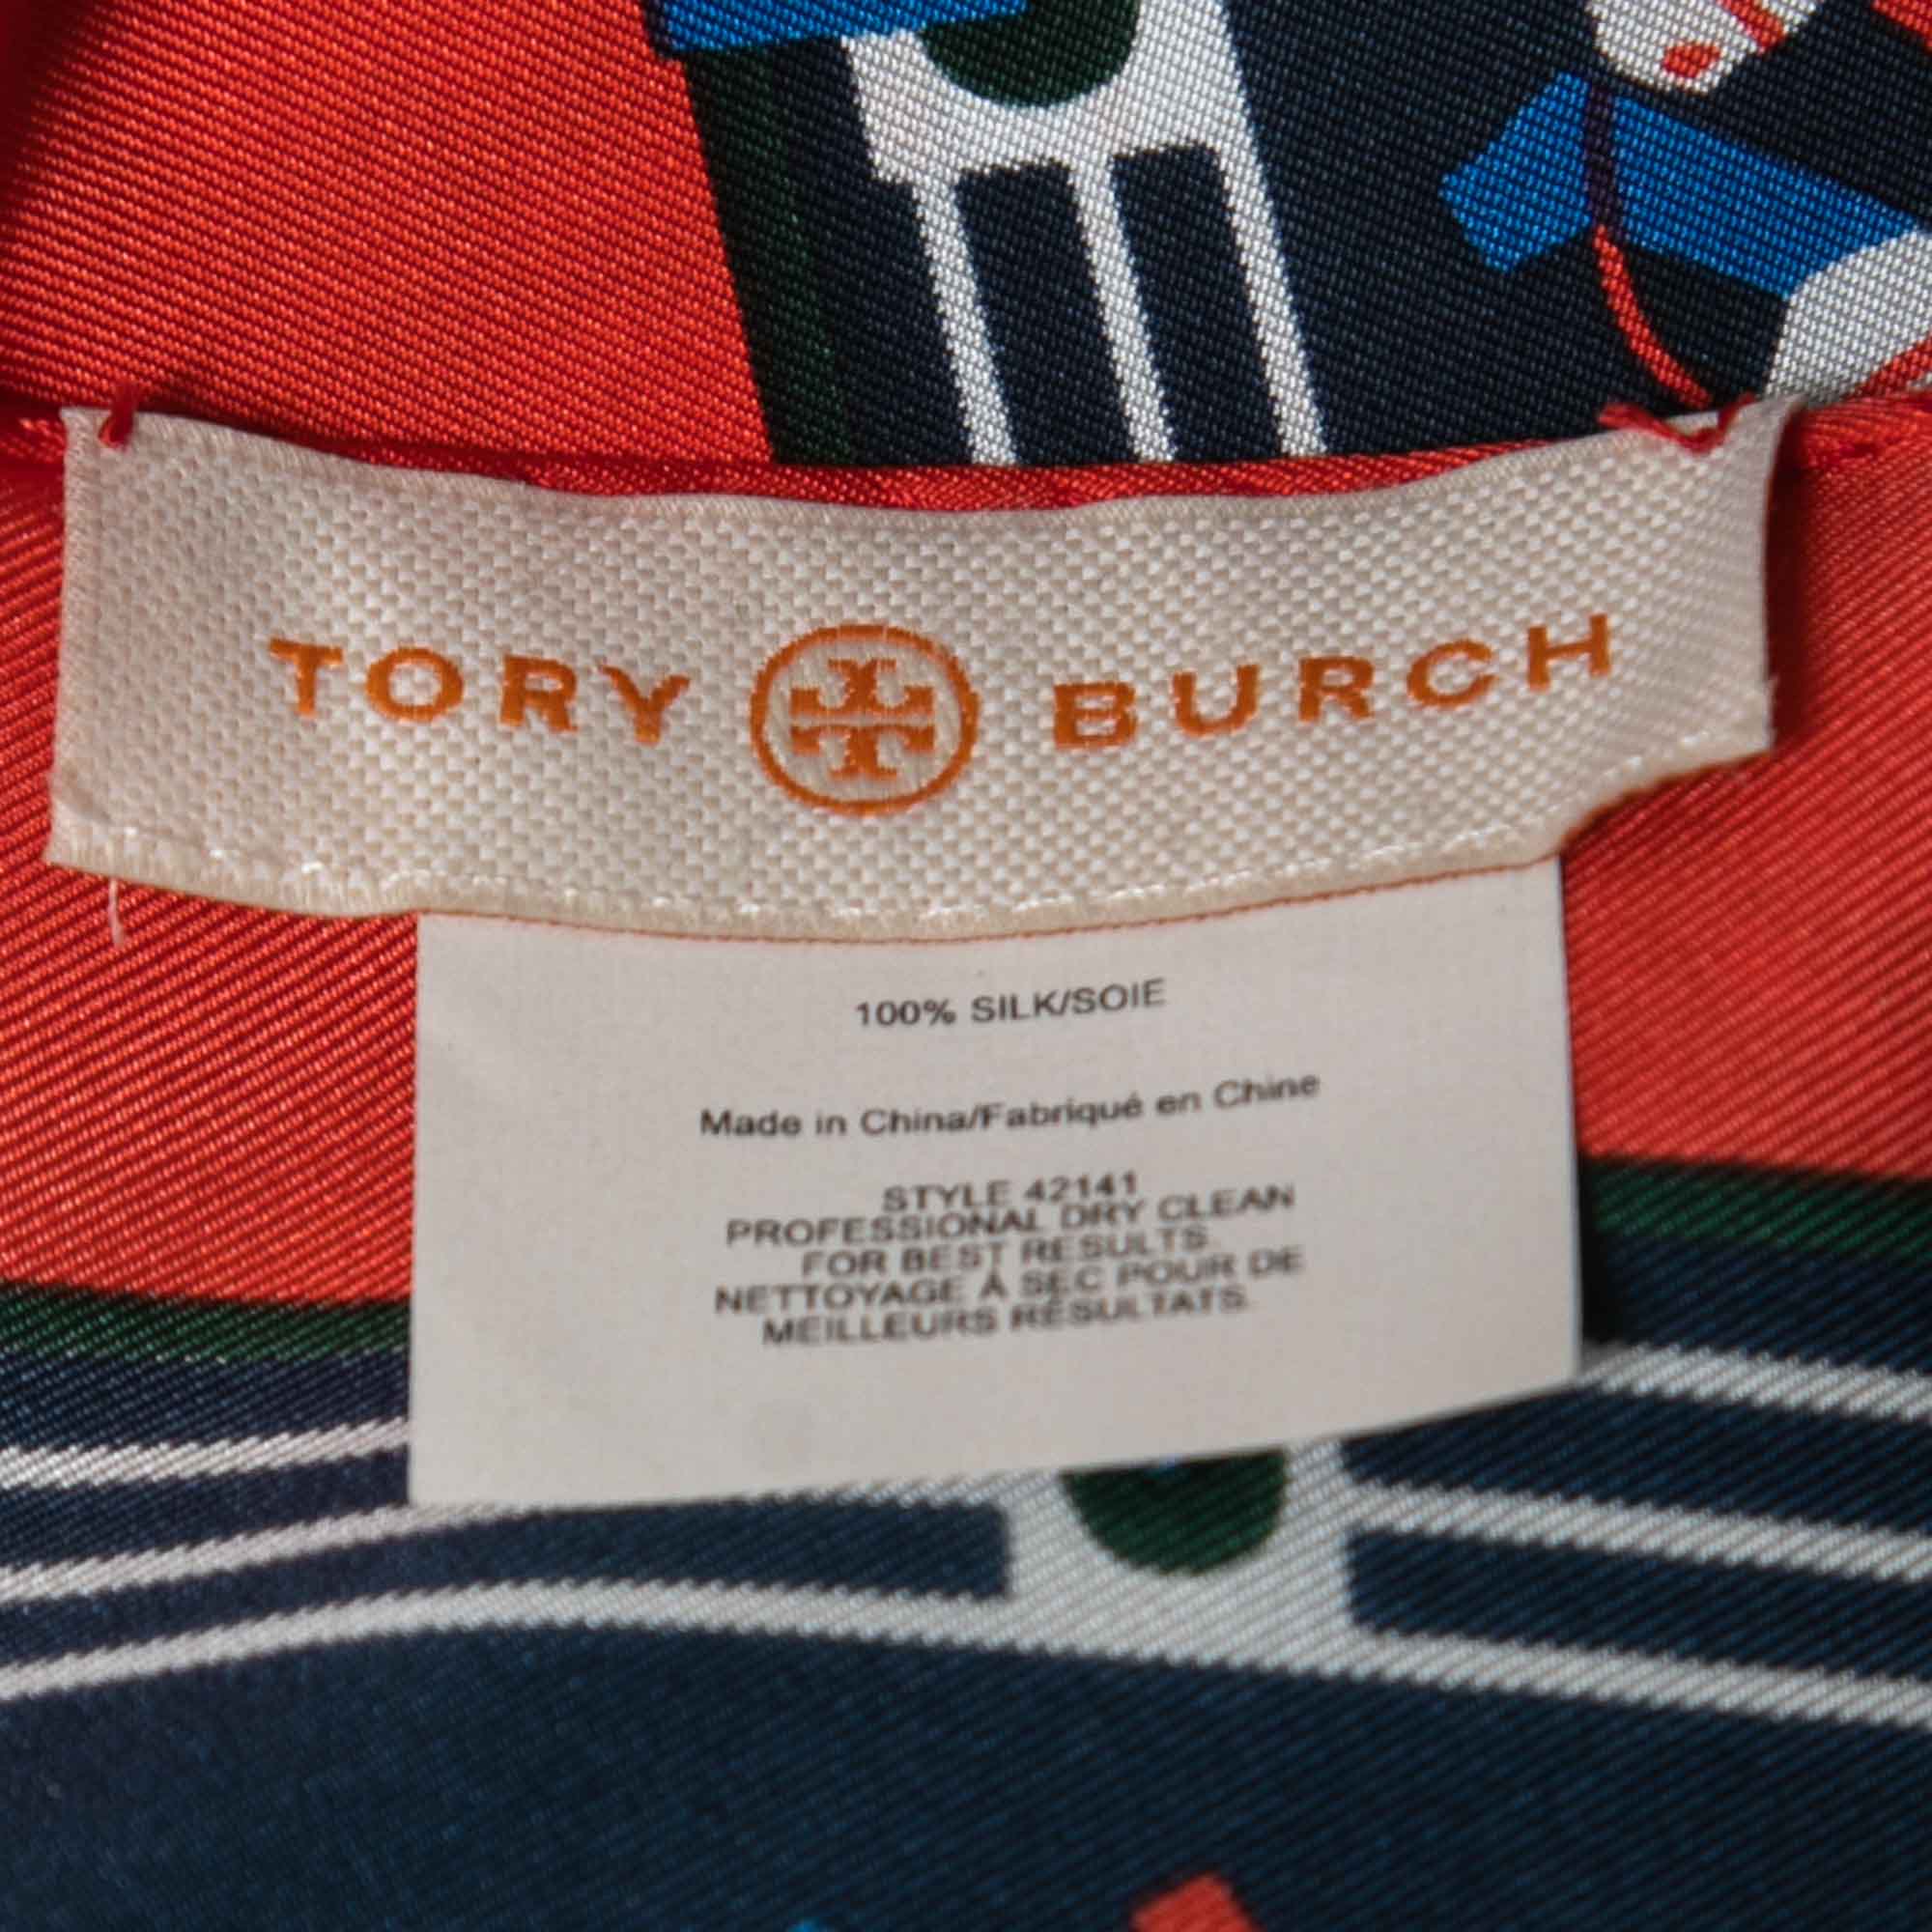 TORY BURCH
100% SILK/SOIE
Made in China/Fabriqué en Chine
STYLE 42141
PROFESSIONAL DRY CLEAN
FOR BEST RESULTS.
NETTOYAGE À SEC POUR DE
MEILLEURS RÉSULTATS.